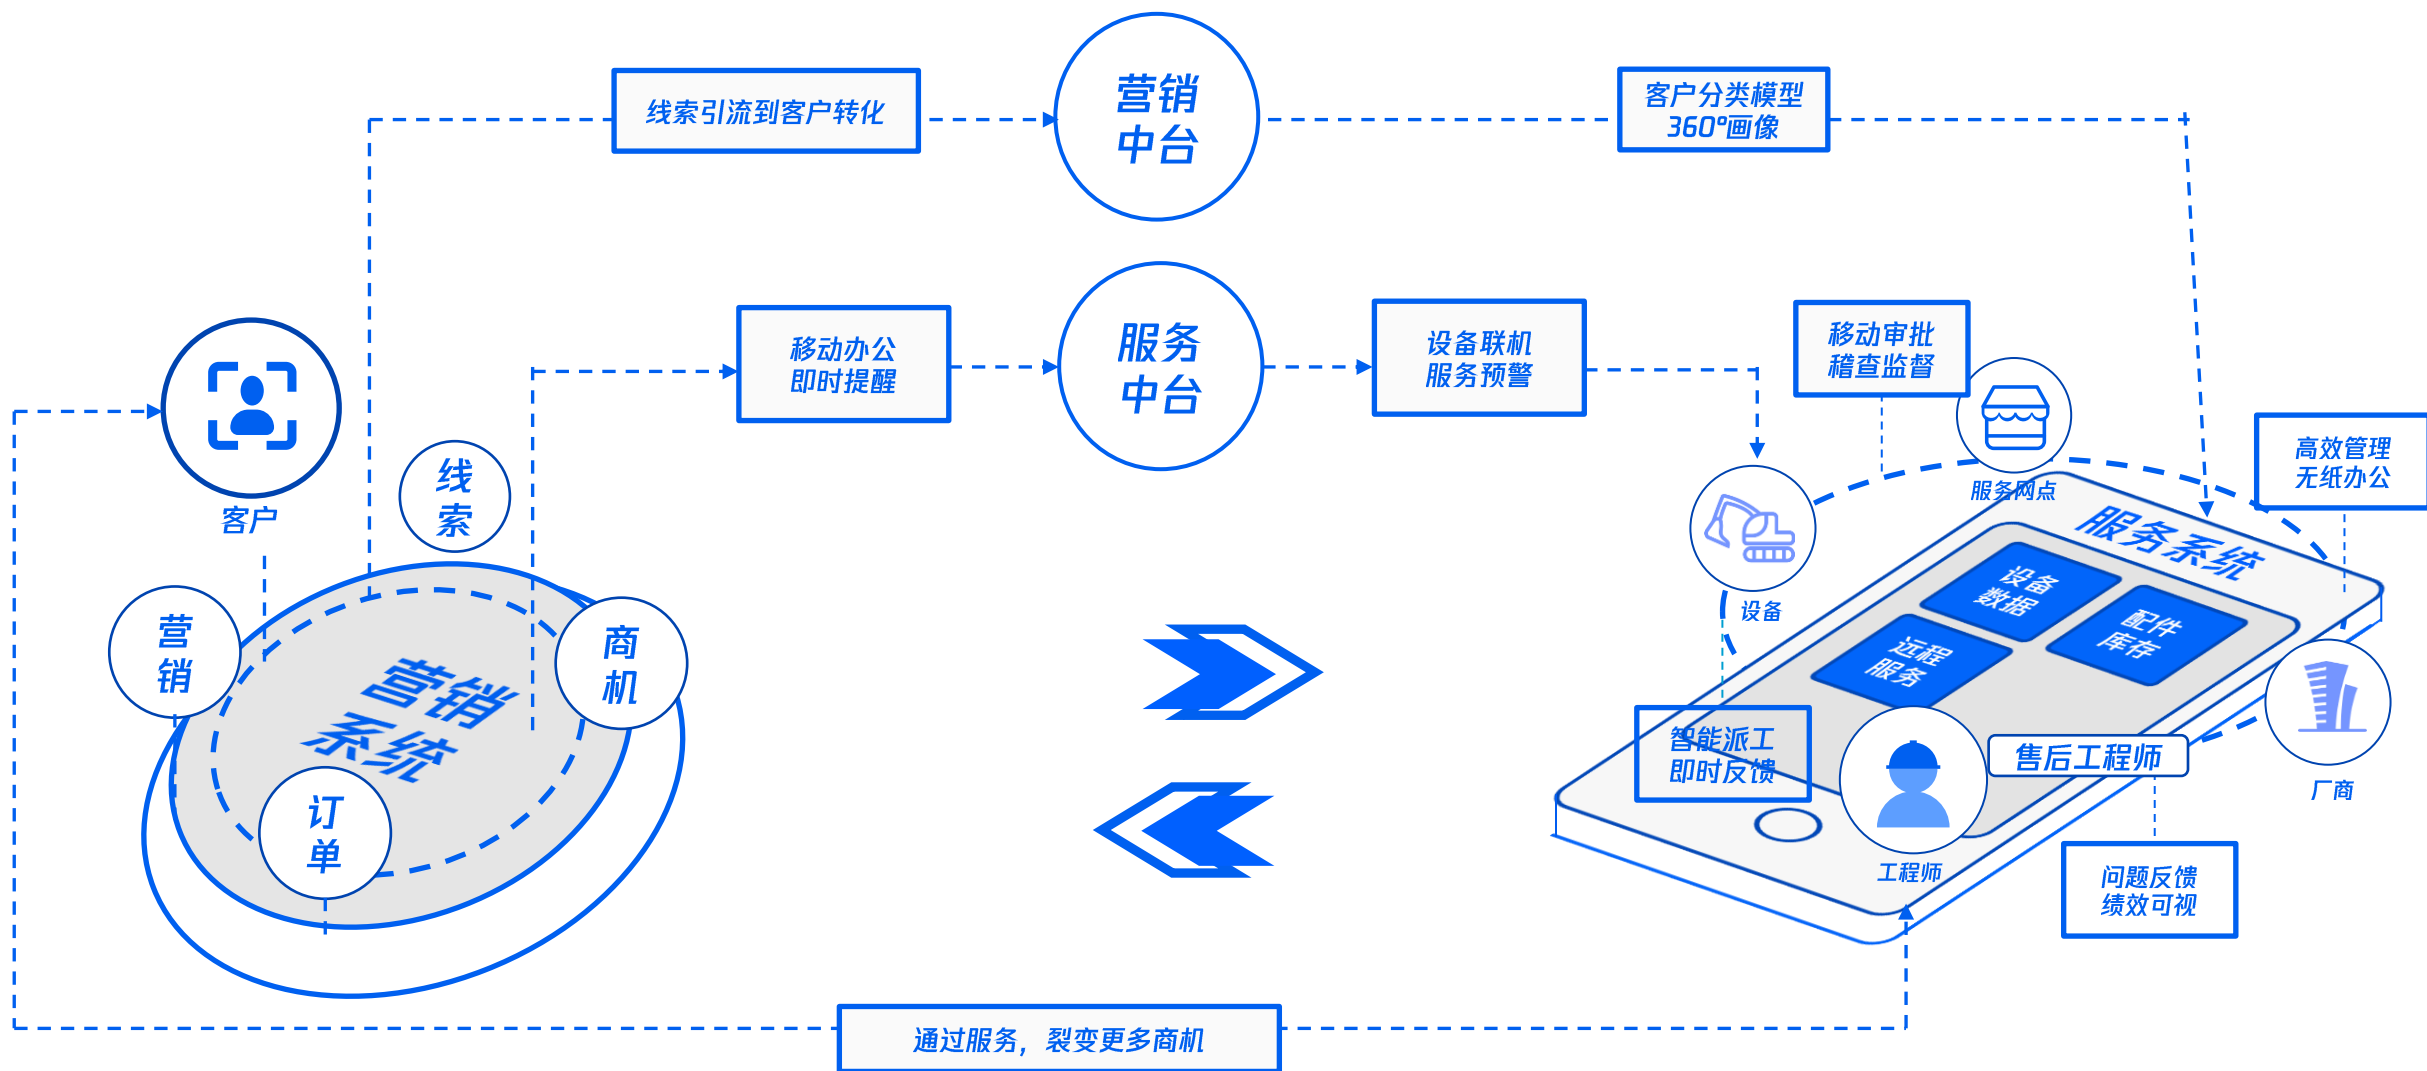 线索引流到客户转化
营销
中台
客户分类模型
360°画像
移动办公
即时提醒
服务
中台
设备联机
服务预警
移动审批
稽查监督
服务网点
高效管理
无纸办公
客户
线
索
营
销
商
机
营销
系统
订
单
设备
服务系统
设备
数据
配件
库存
远程
服务
智能派工
即时反馈
售后工程师
工程师
厂商
问题反馈
绩效可视
通过服务，裂变更多商机